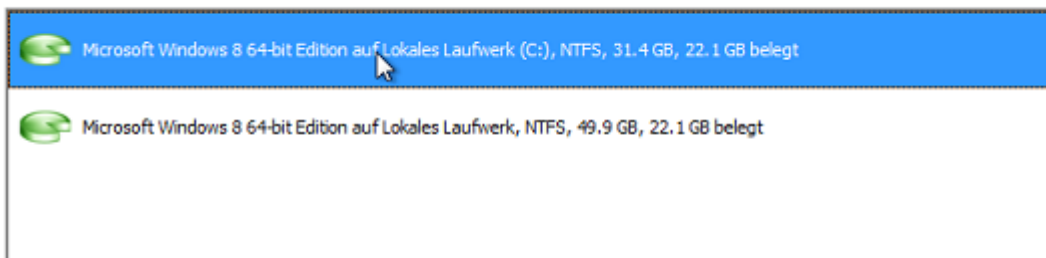 Microsoft Windows 8 64-bit Edition auf Lokales Laufwerk (C:), NTFS, 31.4 GB, 22.1 GB belegt
Microsoft Windows 8 64-bit Edition auf Lokales Laufwerk, NTFS, 49.9 GB, 22.1 GB belegt